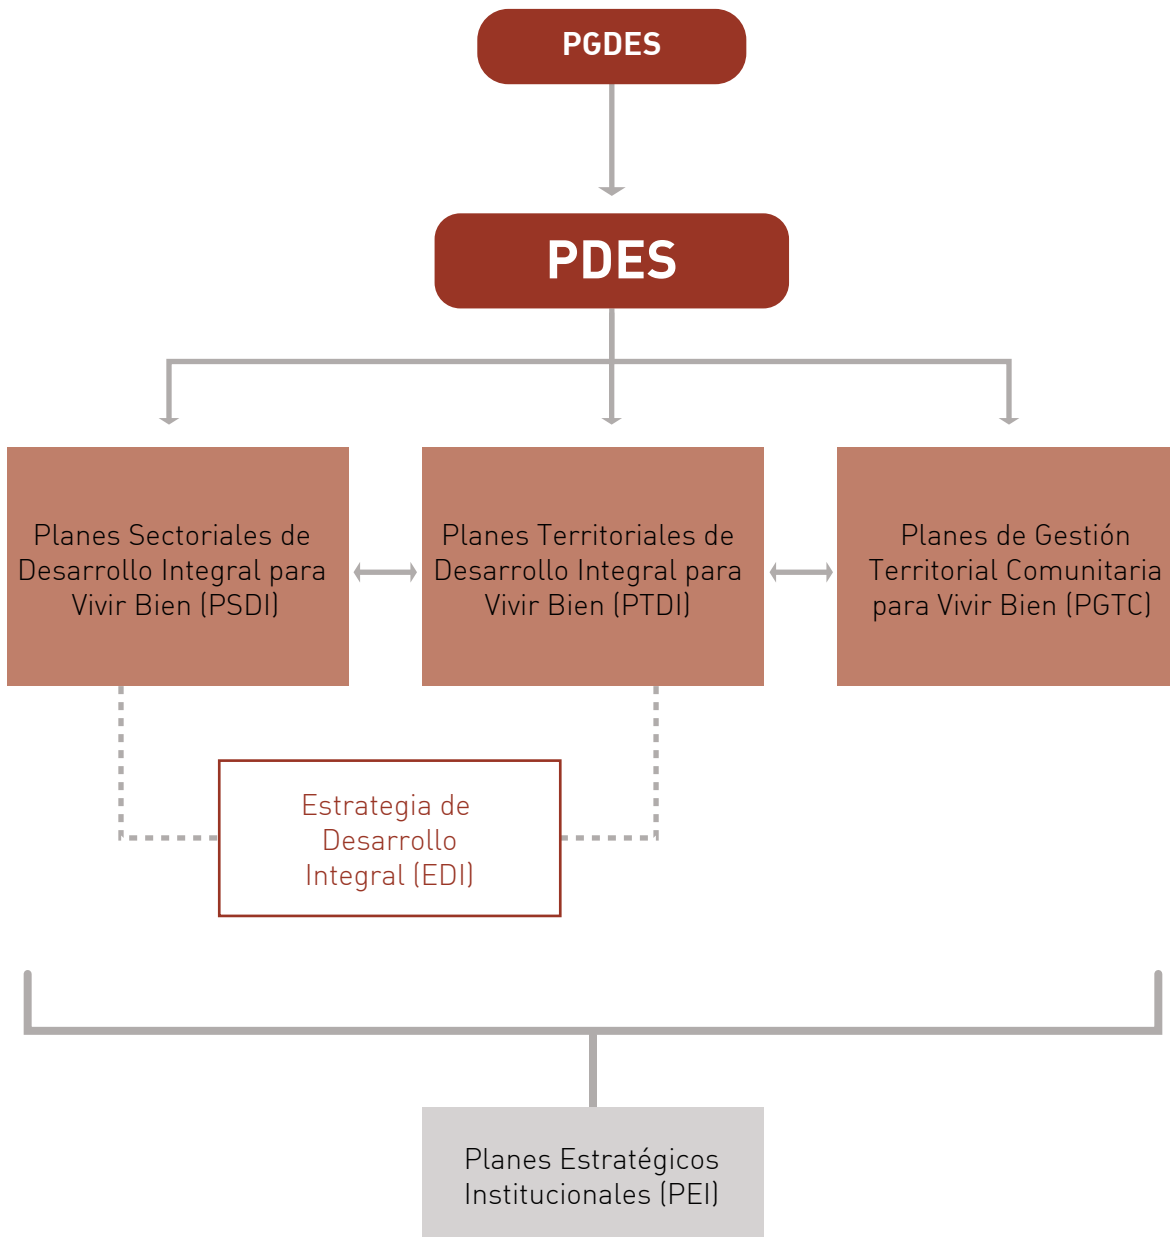 PGDES
PDES
Planes Sectoriales de
Desarrollo Integral para
Vivir Bien (PSDI)
Planes Territoriales de
Desarrollo Integral para
Vivir Bien (PTDI)
Planes de Gestión
Territorial Comunitaria
para Vivir Bien (PGTC)
Estrategia de
Desarrollo
Integral (EDI)
Planes Estratégicos
Institucionales (PEI)